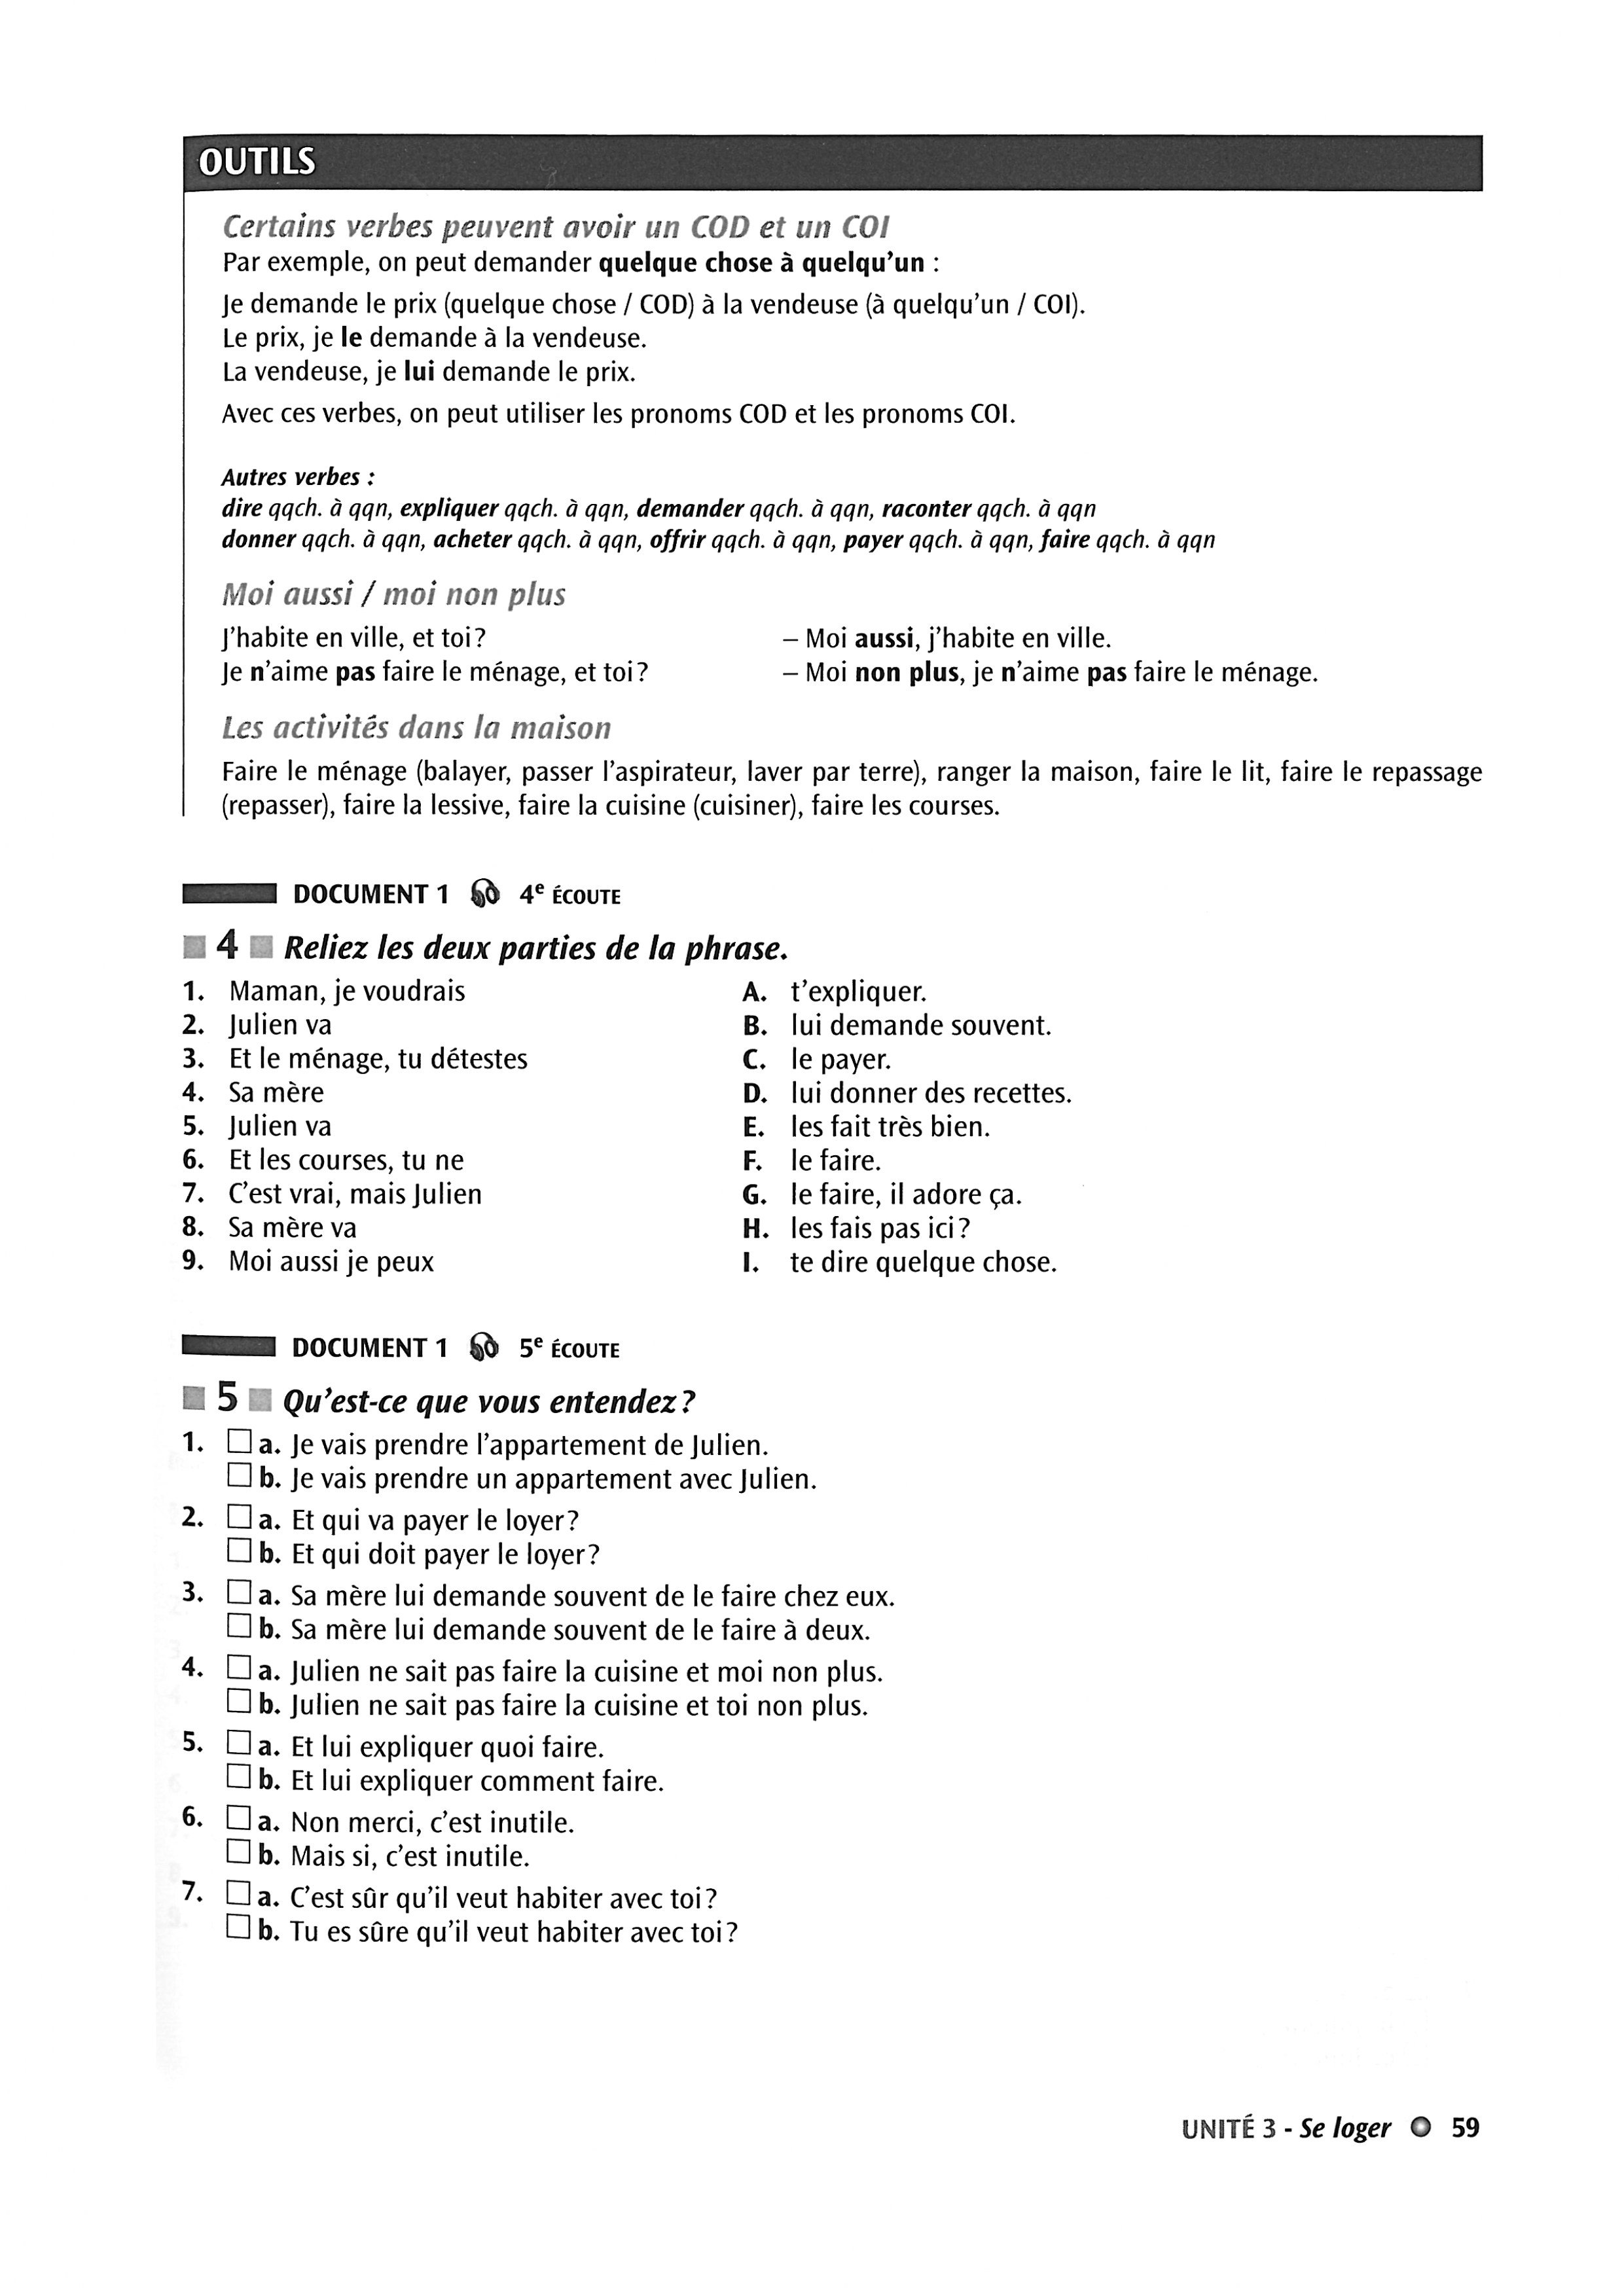 OUTILS
Certains verbes peuvent avoir un COD et un COI
Par exemple, on peut demander quelque chose à quelqu'un :
Je demande le prix (quelque chose / COD) à la vendeuse (à quelqu'un / COI).
Le prix, je le demande à la vendeuse.
La vendeuse, je lui demande le prix.
Avec ces verbes, on peut utiliser les pronoms COD et les pronoms COI.
Autres verbes :
dire qqch. à qqn, expliquer qqch. à qqn, demander qqch. à qqn, raconter qqch. à qqn
donner qqch. à qqn, acheter qqch. à qqn, offrir qqch. à qqn, payer qqch. à qqn, faire qqch. à qqn
Moi aussi / moi non plus
J'habite en ville, et toi? – Moi aussi, j'habite en ville.
Je n'aime pas faire le ménage, et toi? – Moi non plus, je n'aime pas faire le ménage.
Les activités dans la maison
Faire le ménage (balayer, passer l'aspirateur, laver par terre), ranger la maison, faire le lit, faire le repassage
(repasser), faire la lessive, faire la cuisine (cuisiner), faire les courses.
DOCUMENT 1 4e ÉCOUTE
4 Reliez les deux parties de la phrase.
1. Maman, je voudrais A. t'expliquer.
2. Julien va B. lui demande souvent.
3. Et le ménage, tu détestes C. le payer.
4. Sa mère D. lui donner des recettes.
5. Julien va E. les fait très bien.
6. Et les courses, tu ne F. le faire.
7. C'est vrai, mais Julien G. le faire, il adore ça.
8. Sa mère va H. les fais pas ici?
9. Moi aussi je peux I. te dire quelque chose.
DOCUMENT 1 5e ÉCOUTE
5 Qu'est-ce que vous entendez?
1. a. Je vais prendre l'appartement de Julien.
b. Je vais prendre un appartement avec Julien.
2. a. Et qui va payer le loyer?
b. Et qui doit payer le loyer?
3. a. Sa mère lui demande souvent de le faire chez eux.
b. Sa mère lui demande souvent de le faire à deux.
4. a. Julien ne sait pas faire la cuisine et moi non plus.
b. Julien ne sait pas faire la cuisine et toi non plus.
5. a. Et lui expliquer quoi faire.
b. Et lui expliquer comment faire.
6. a. Non merci, c'est inutile.
b. Mais si, c'est inutile.
7. a. C'est sûr qu'il veut habiter avec toi?
b. Tu es sûre qu'il veut habiter avec toi?
UNITÉ 3 - Se loger 59